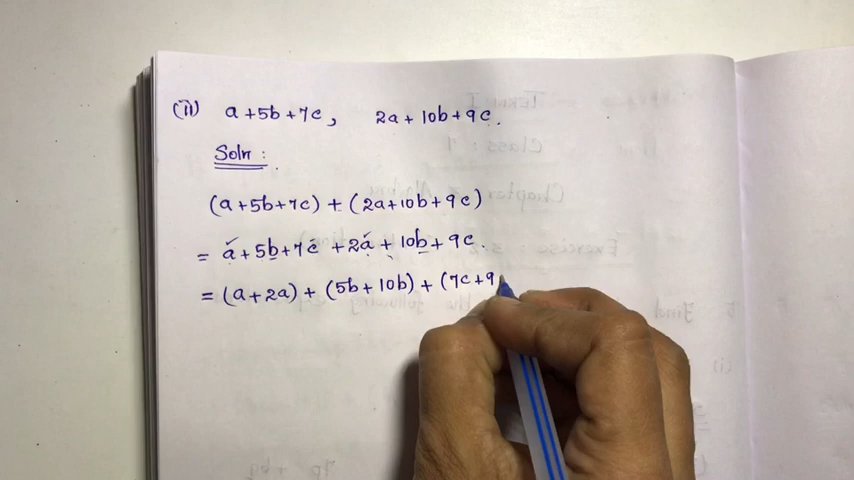 (ii) a + 5b + 7c, 2a + 10b + 9c.
Soln :
(a + 5b + 7c) + (2a + 10b + 9c)
= a + 5b + 7c + 2a + 10b + 9c.
= (a + 2a) + (5b + 10b) + (7c + 9